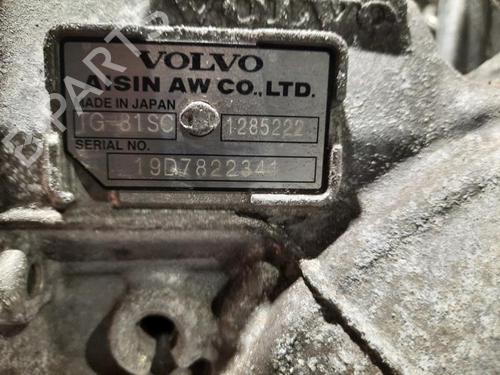 VOLVO
AISIN AW CO.,LTD.
MADE IN JAPAN
TG-81SC 1285222
SERIAL NO.
19D7822341